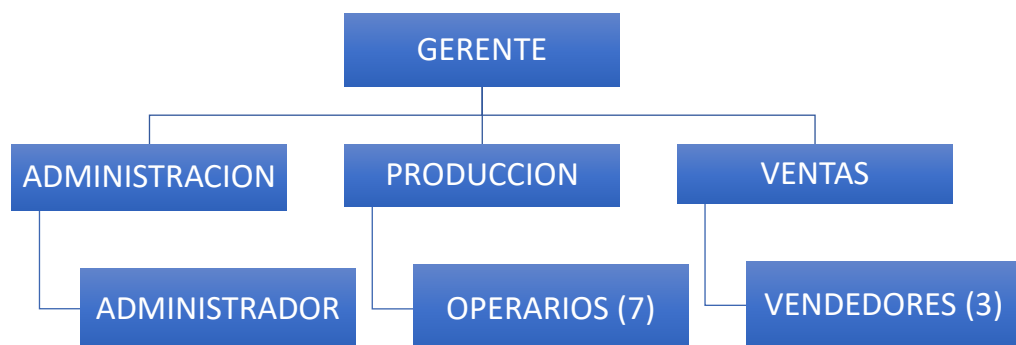 GERENTE
ADMINISTRACION
PRODUCCION
VENTAS
ADMINISTRADOR
OPERARIOS (7)
VENDEDORES (3)